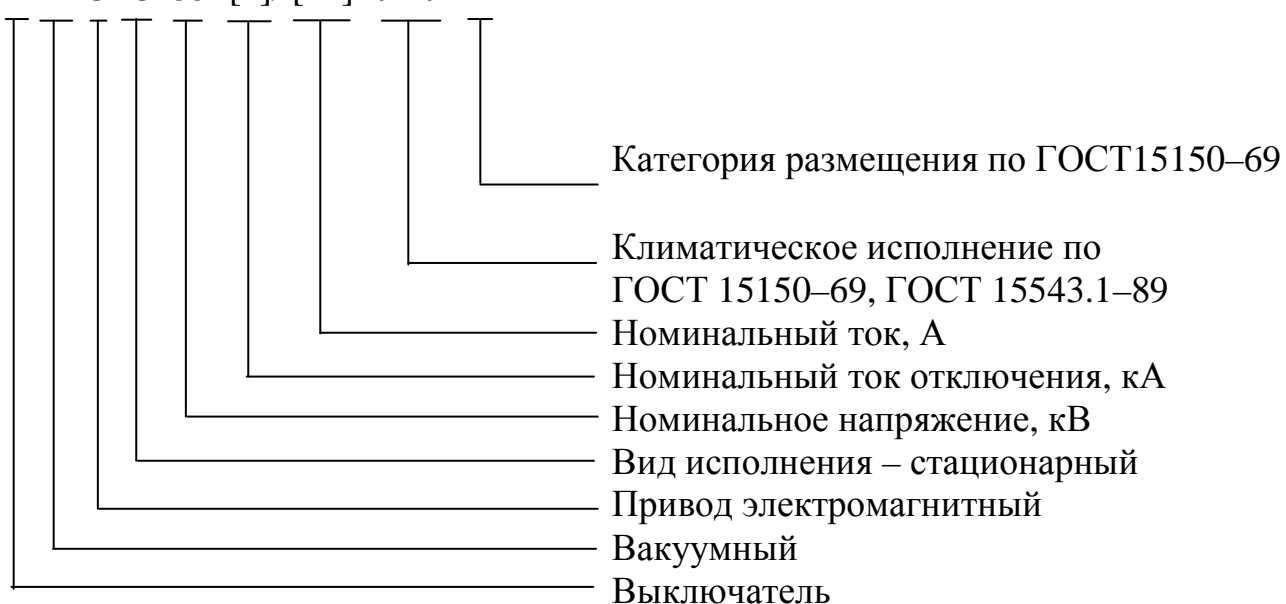 Категория размещения по ГОСТ15150–69
Климатическое исполнение по
ГОСТ 15150–69, ГОСТ 15543.1–89
Номинальный ток, А
Номинальный ток отключения, кА
Номинальное напряжение, кВ
Вид исполнения – стационарный
Привод электромагнитный
Вакуумный
Выключатель